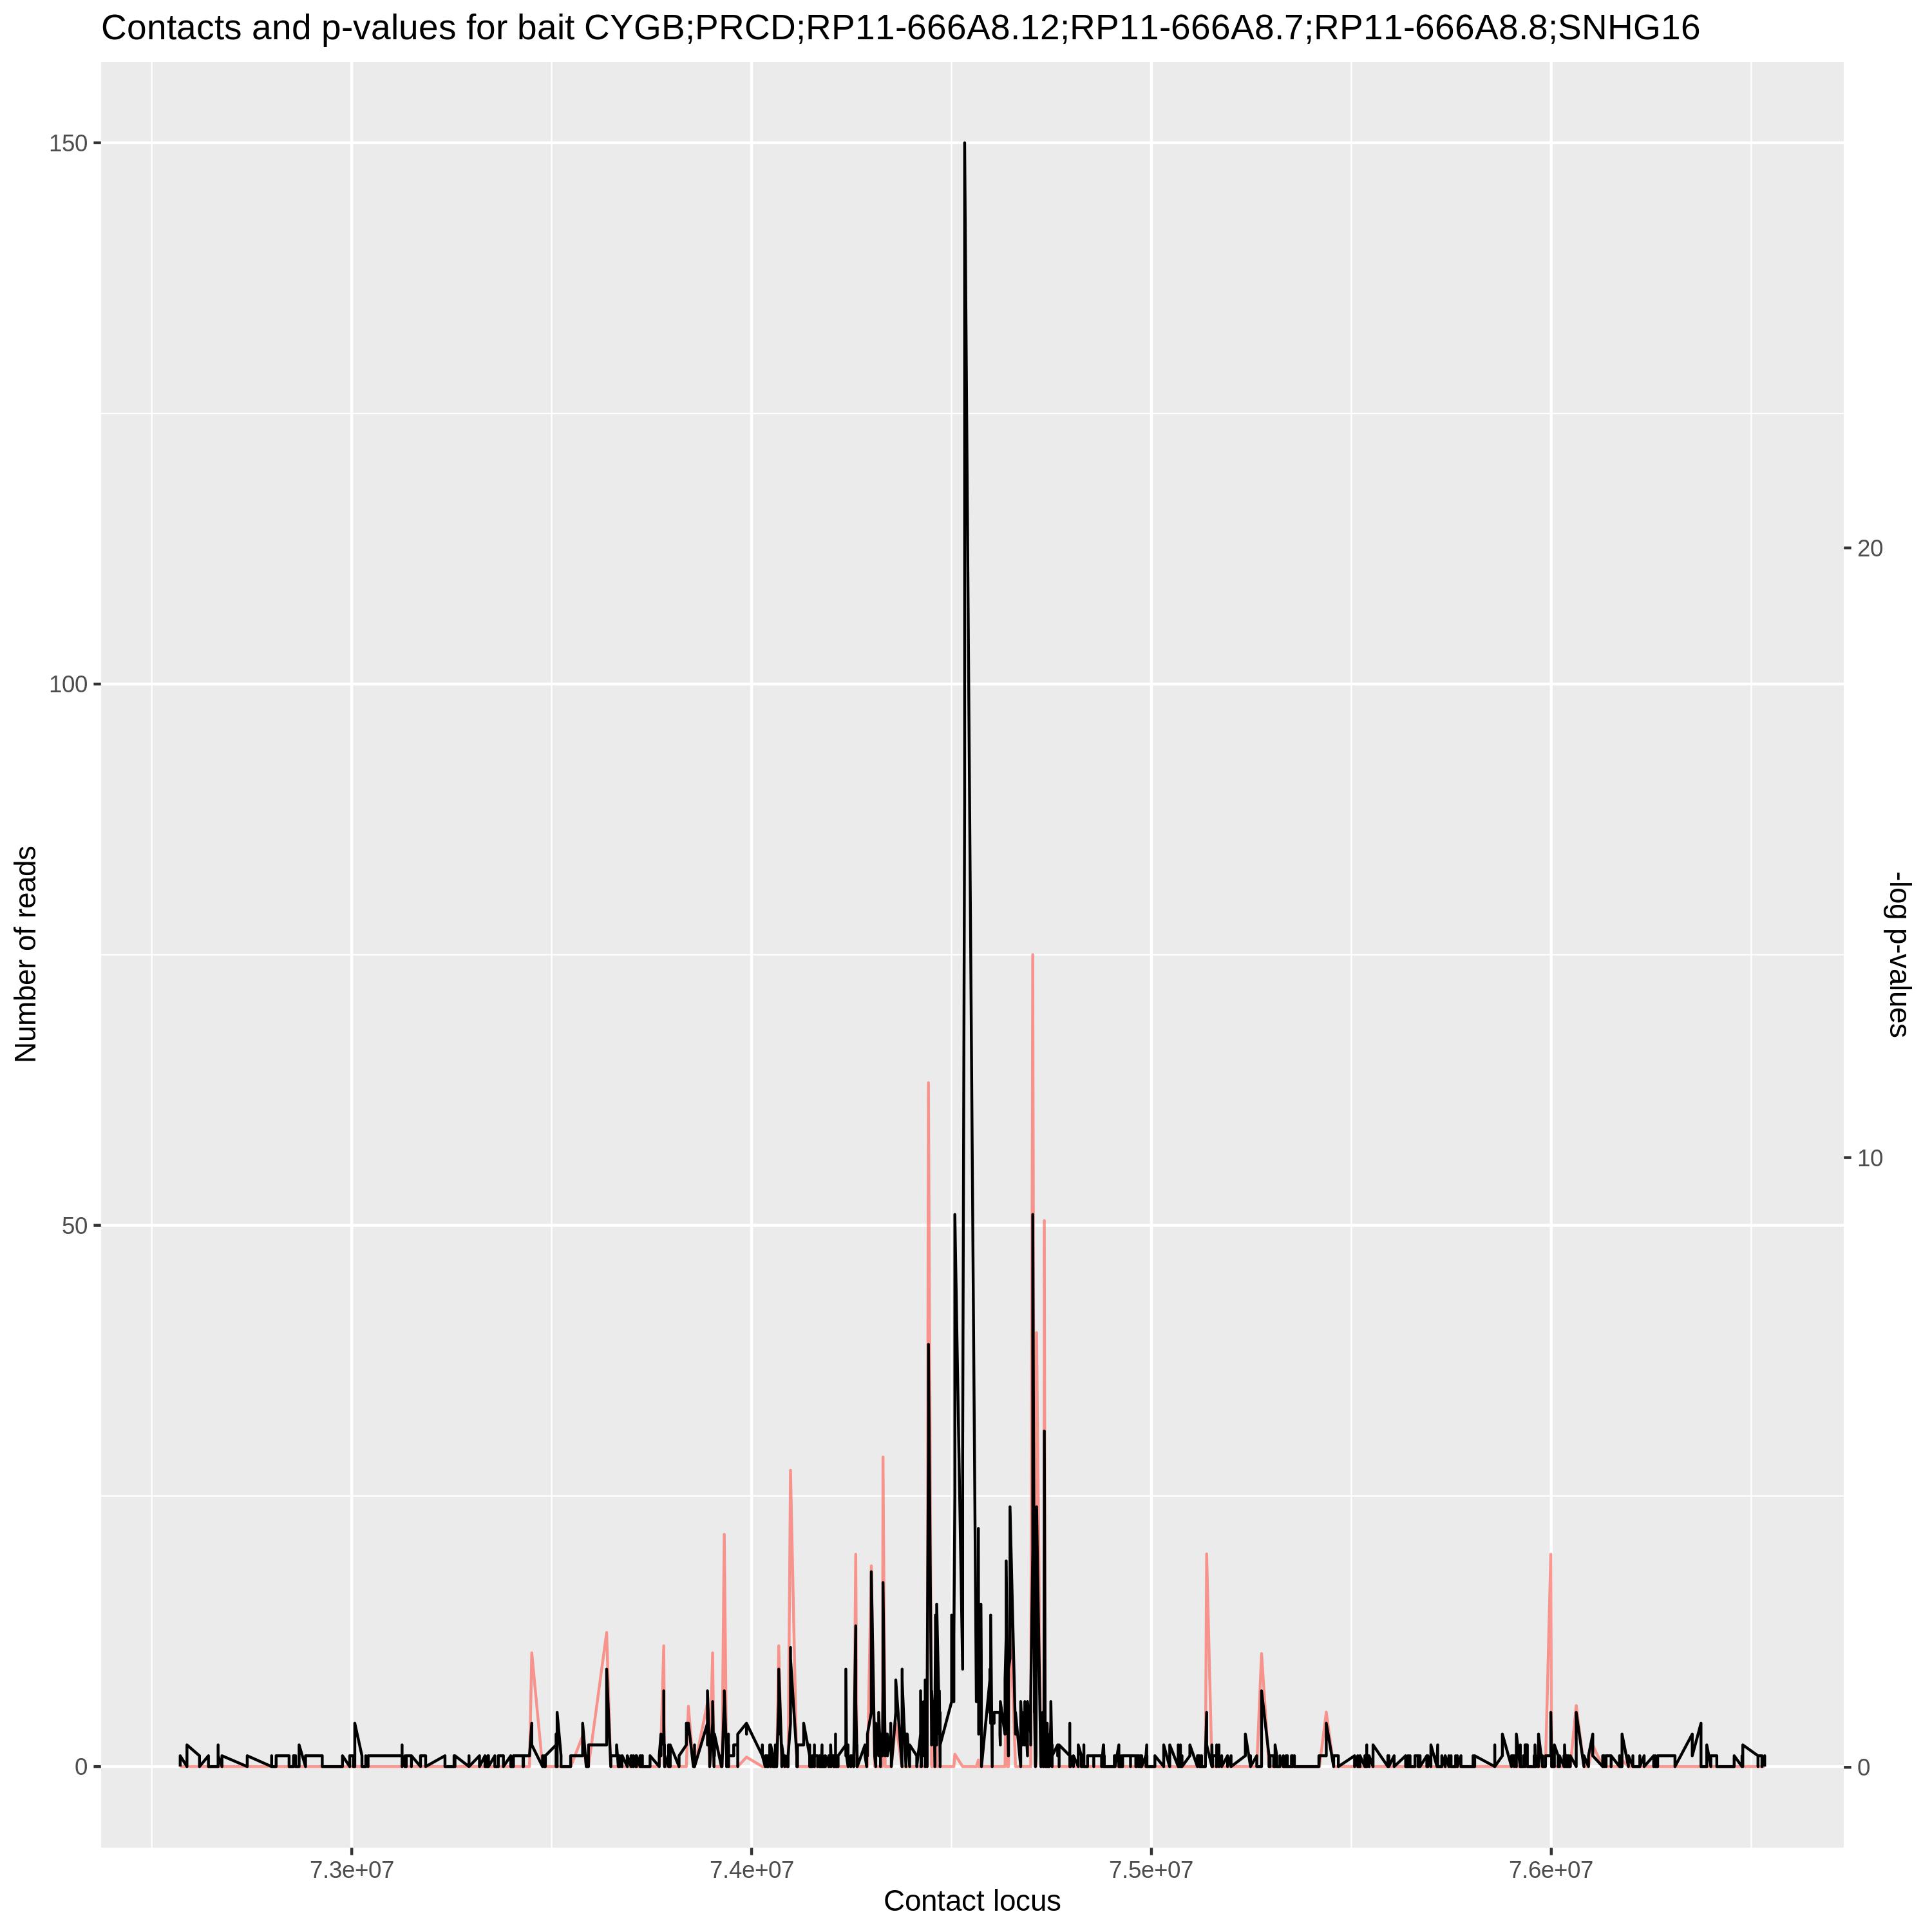 Contacts and p-values for bait CYGB;PRCD;RP11-666A8.12;RP11-666A8.7;RP11-666A8.8;SNHG16
150
100
50
0
Number of reads
20
10
0
-log p-values
7.3e+07
7.4e+07
7.5e+07
7.6e+07
Contact locus